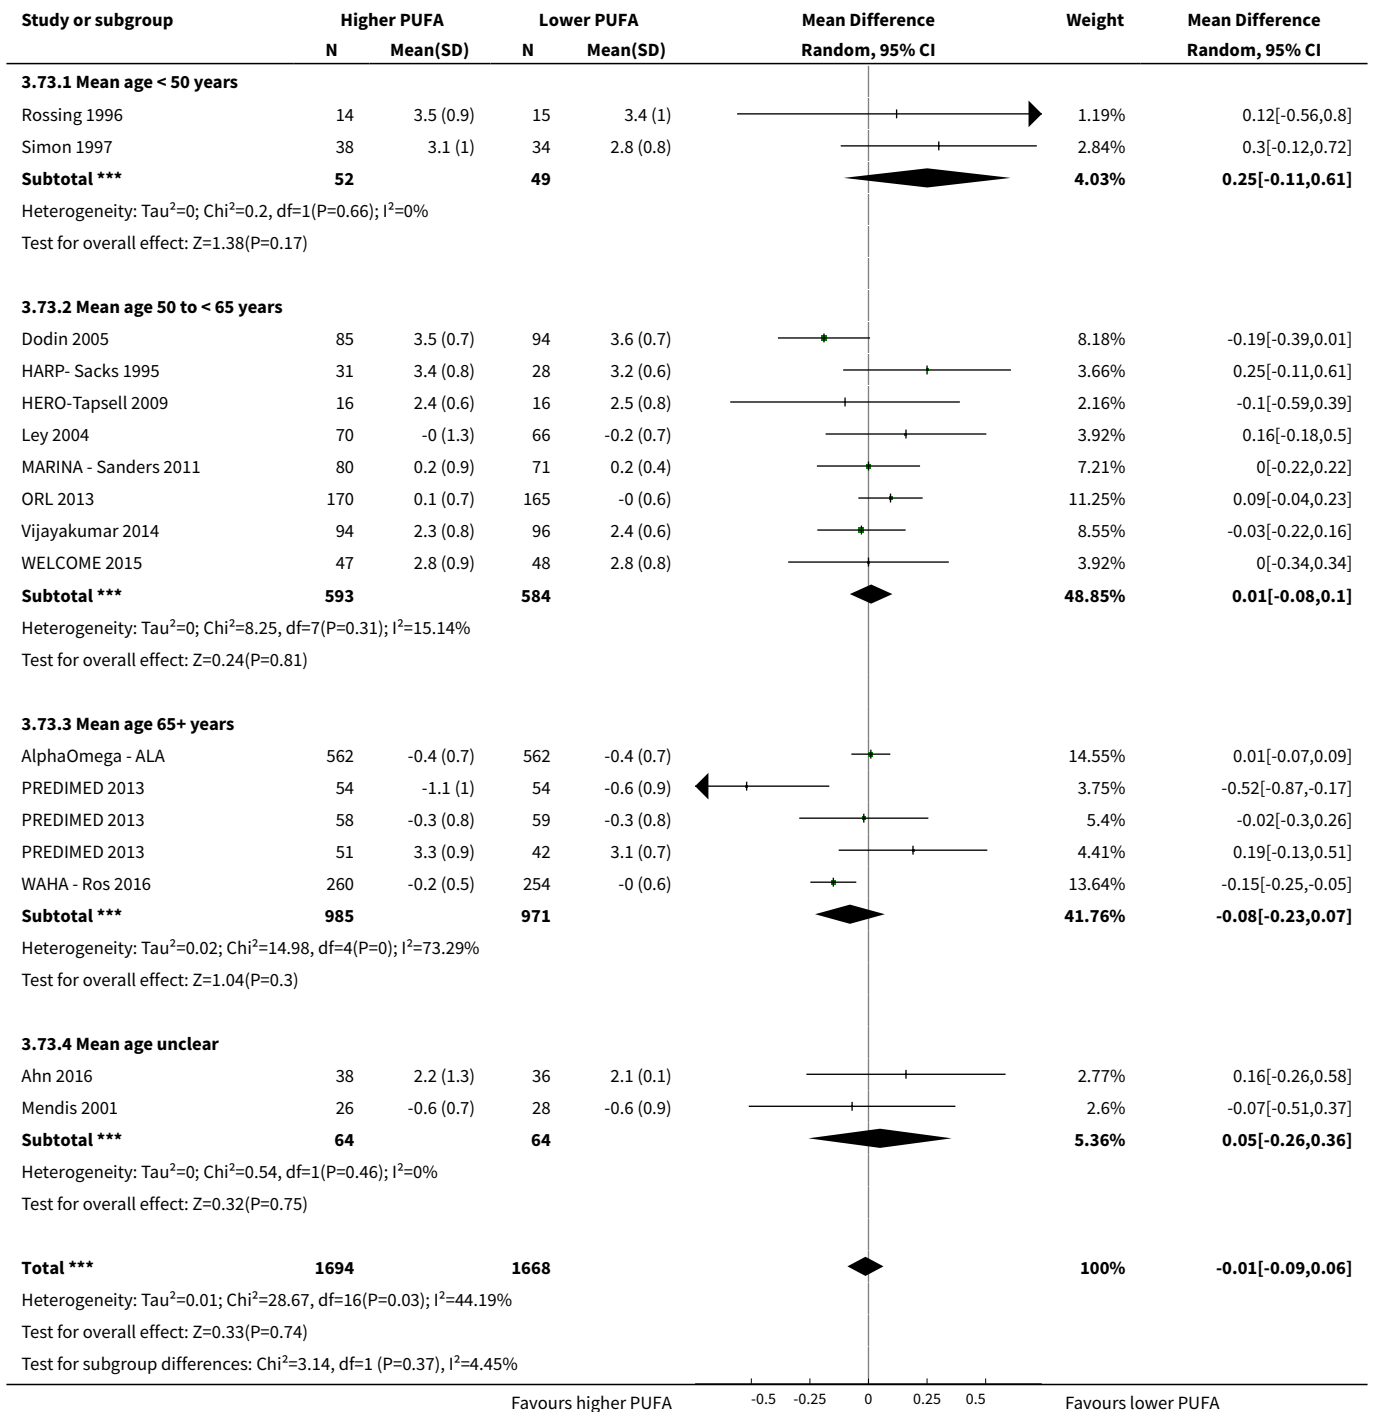 Study or subgroup Higher PUFA Lower PUFA Mean Difference Weight Mean Difference
N Mean(SD) N Mean(SD) Random, 95% CI Random, 95% CI
3.73.1 Mean age < 50 years
Rossing 1996 14 3.5 (0.9) 15 3.4 (1) 1.19% 0.12[-0.56,0.8]
Simon 1997 38 3.1 (1) 34 2.8 (0.8) 2.84% 0.3[-0.12,0.72]
Subtotal *** 52 49 4.03% 0.25[-0.11,0.61]
Heterogeneity: Tau²=0; Chi²=0.2, df=1(P=0.66); I²=0%
Test for overall effect: Z=1.38(P=0.17)
3.73.2 Mean age 50 to < 65 years
Dodin 2005 85 3.5 (0.7) 94 3.6 (0.7) 8.18% -0.19[-0.39,0.01]
HARP- Sacks 1995 31 3.4 (0.8) 28 3.2 (0.6) 3.66% 0.25[-0.11,0.61]
HERO-Tapsell 2009 16 2.4 (0.6) 16 2.5 (0.8) 2.16% -0.1[-0.59,0.39]
Ley 2004 70 -0 (1.3) 66 -0.2 (0.7) 3.92% 0.16[-0.18,0.5]
MARINA - Sanders 2011 80 0.2 (0.9) 71 0.2 (0.4) 7.21% 0[-0.22,0.22]
ORL 2013 170 0.1 (0.7) 165 -0 (0.6) 11.25% 0.09[-0.04,0.23]
Vijayakumar 2014 94 2.3 (0.8) 96 2.4 (0.6) 8.55% -0.03[-0.22,0.16]
WELCOME 2015 47 2.8 (0.9) 48 2.8 (0.8) 3.92% 0[-0.34,0.34]
Subtotal *** 593 584 48.85% 0.01[-0.08,0.1]
Heterogeneity: Tau²=0; Chi²=8.25, df=7(P=0.31); I²=15.14%
Test for overall effect: Z=0.24(P=0.81)
3.73.3 Mean age 65+ years
AlphaOmega - ALA 562 -0.4 (0.7) 562 -0.4 (0.7) 14.55% 0.01[-0.07,0.09]
PREDIMED 2013 54 -1.1 (1) 54 -0.6 (0.9) 3.75% -0.52[-0.87,-0.17]
PREDIMED 2013 58 -0.3 (0.8) 59 -0.3 (0.8) 5.4% -0.02[-0.3,0.26]
PREDIMED 2013 51 3.3 (0.9) 42 3.1 (0.7) 4.41% 0.19[-0.13,0.51]
WAHA - Ros 2016 260 -0.2 (0.5) 254 -0 (0.6) 13.64% -0.15[-0.25,-0.05]
Subtotal *** 985 971 41.76% -0.08[-0.23,0.07]
Heterogeneity: Tau²=0.02; Chi²=14.98, df=4(P=0); I²=73.29%
Test for overall effect: Z=1.04(P=0.3)
3.73.4 Mean age unclear
Ahn 2016 38 2.2 (1.3) 36 2.1 (0.1) 2.77% 0.16[-0.26,0.58]
Mendis 2001 26 -0.6 (0.7) 28 -0.6 (0.9) 2.6% -0.07[-0.51,0.37]
Subtotal *** 64 64 5.36% 0.05[-0.26,0.36]
Heterogeneity: Tau²=0; Chi²=0.54, df=1(P=0.46); I²=0%
Test for overall effect: Z=0.32(P=0.75)
Total *** 1694 1668 100% -0.01[-0.09,0.06]
Heterogeneity: Tau²=0.01; Chi²=28.67, df=16(P=0.03); I²=44.19%
Test for overall effect: Z=0.33(P=0.74)
Test for subgroup differences: Chi²=3.14, df=1 (P=0.37), I²=4.45%
Favours higher PUFA -0.5 -0.25 0 0.25 0.5 Favours lower PUFA